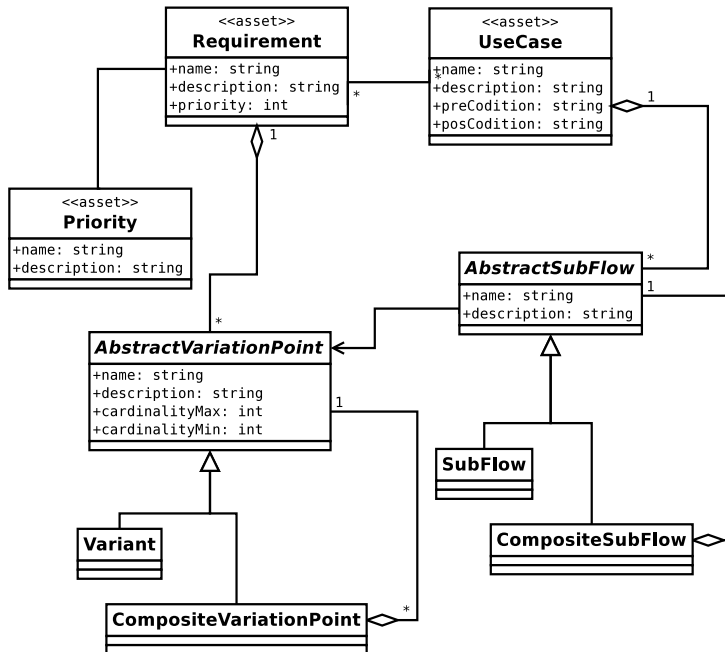 <<asset>>
Requirement
+name: string
+description: string
+priority: int
1
*
<<asset>>
UseCase
*
+name: string
+description: string
+preCodition: string
+posCodition: string
1
*
<<asset>>
Priority
+name: string
+description: string
AbstractSubFlow
+name: string
+description: string
1
*
AbstractVariationPoint
+name: string
+description: string
+cardinalityMax: int
+cardinalityMin: int
1
SubFlow
CompositeSubFlow
Variant
CompositeVariationPoint
*